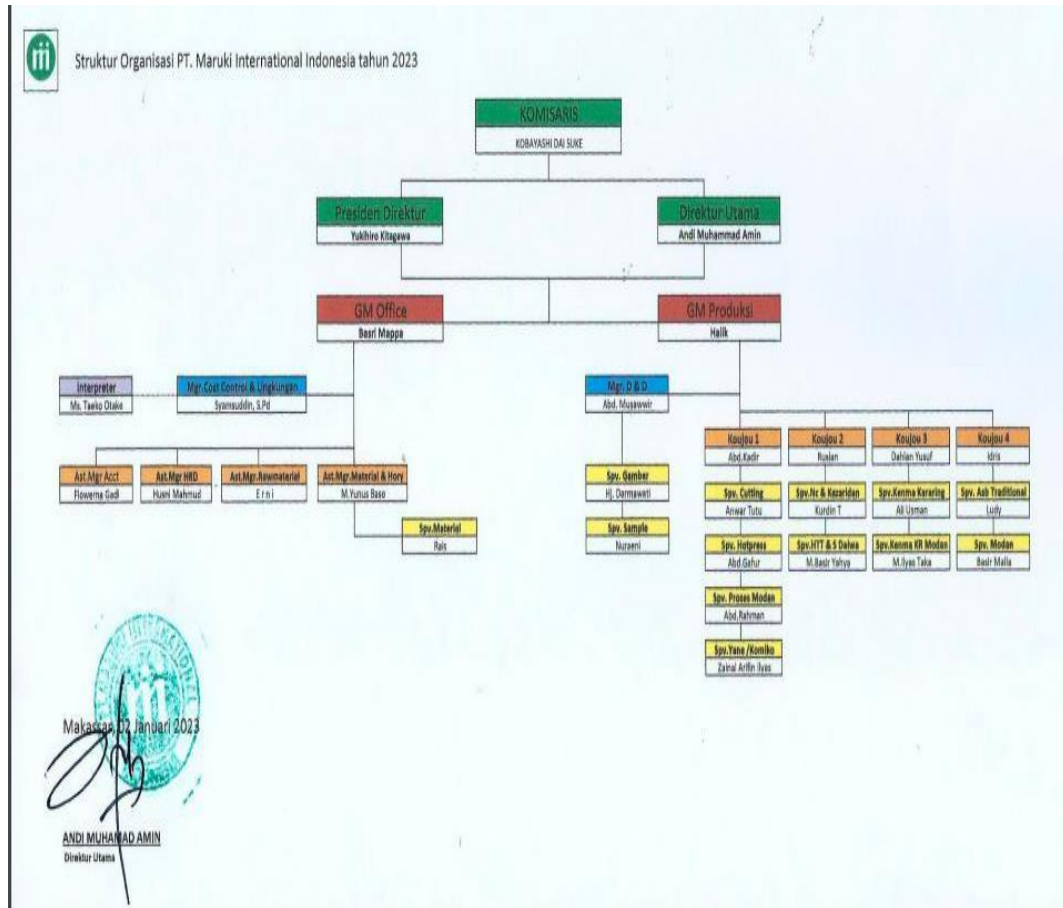 Struktur Organisasi PT. Maruki International Indonesia tahun 2023
KOMISARIS
KOBAYASHI DAI SUKE
Presiden Direktur
Yukihiro Kitagawa
Direktur Utama
Andi Muhammad Amin
GM Office
Basri Mappa
GM Produksi
Halik
Interpreter
Ms. Taeko Otake
Mgr.Cost Control & Lingkungan
Syamsuddin, S.Pd
Mgr. D & D
Abd, Musawwir
Koujou 1
Abd.Kadir
Koujou 2
Ruslan
Koujou 3
Dahlan Yusuf
Koujou 4
Idris
Ast.Mgr Acct
Flowerna Gadi
Ast.Mgr HRD
Husni Mahmud
Ast.Mgr.Rawmaterial
E r n i
Ast.Mgr.Material & Hory
M.Yunus Baso
Spv.Material
Rais
Spv. Gambar
Hj. Darmawati
Spv. Sample
Nuraeni
Spv. Cutting
Anwar Tutu
Spv. Hotpress
Abd.Gafur
Spv. Proses Modan
Abd.Rahman
Spv.Yane /Komiko
Zainal Arifin Ilyas
Spv.Nc & Kazaridan
Kurdin T
Spv.HTT & S Daiwa
M.Basir Yahya
Spv.Kenma Kararing
Ali Usman
Spv.Kenma KR Modan
M.Ilyas Taka
Spv. Asb Traditional
Ludy
Spv. Modan
Basir Malla
INTERNATIONAL
Makassar, 02 Januari 2023
ANDI MUHAMAD AMIN
Direktur Utama